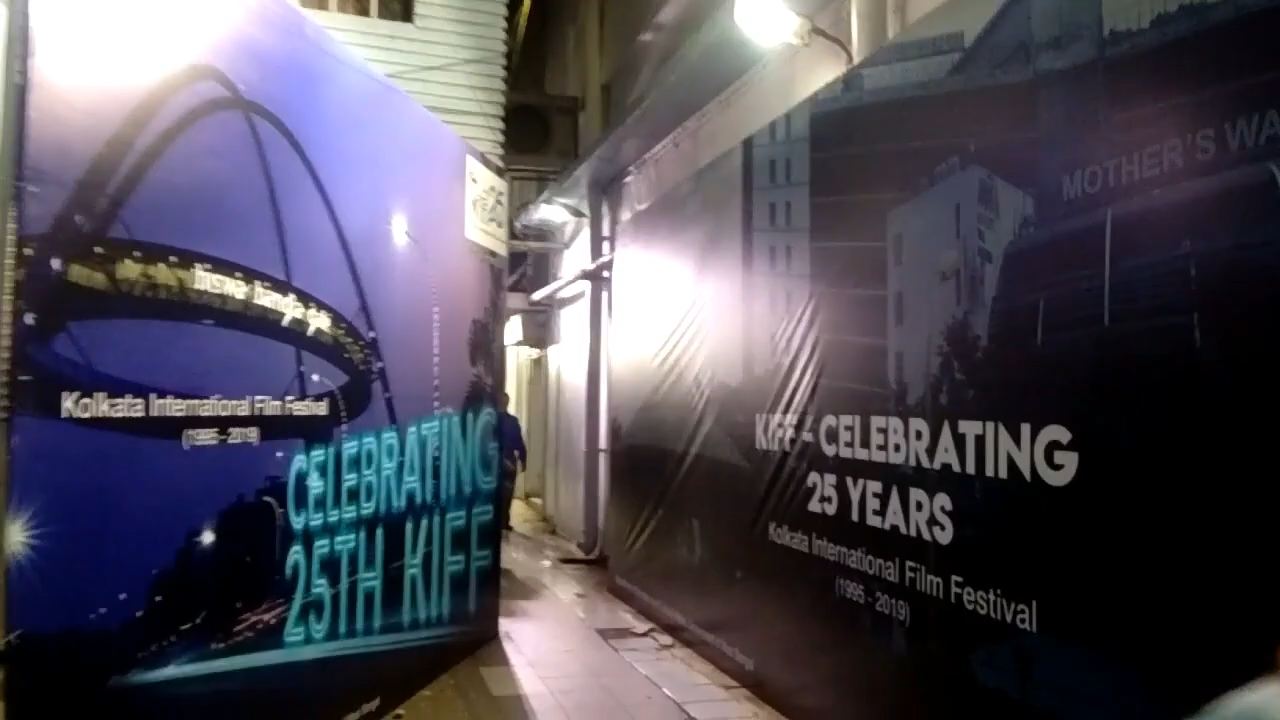 Biswa Bangla
Kolkata International Film Festival
(1995 - 2019)
CELEBRATING
25TH KIFF
MOTHER'S WA
KIFF - CELEBRATING
25 YEARS
Kolkata International Film Festival
(1995 - 2019)